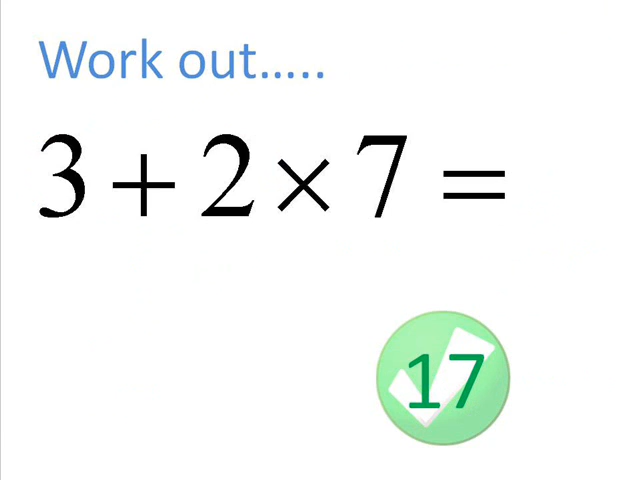 Work out.....
3 + 2 × 7 =
17